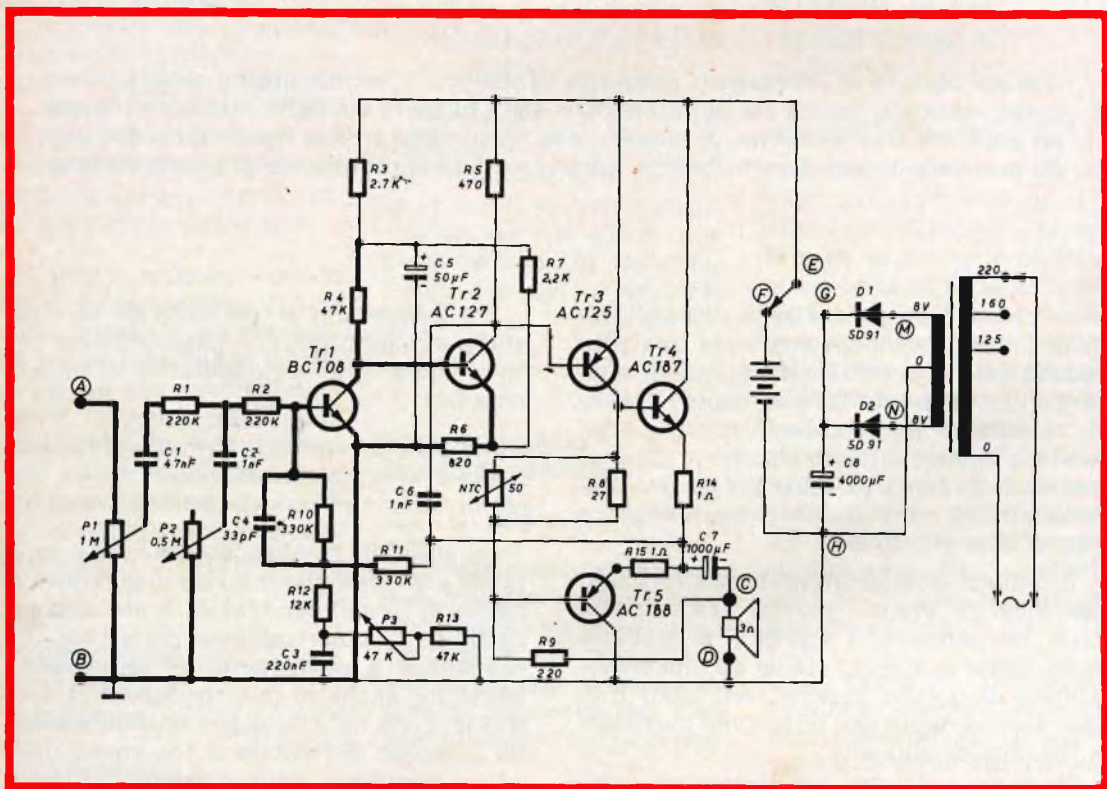 R3
2.7K
R5
470
C5
50µF
+
R7
2,2K
R4
47K
Tr2
AC127
Tr3
AC125
Tr4
AC187
Tr1
BC108
A
R1
220K
R2
220K
C1
47nF
C2
1nF
R6
820
C6
1nF
NTC
50
R8
27
R14
1Ω
P1
1M
P2
0,5M
C4
33pF
R10
330K
R11
330K
R12
12K
C3
220nF
P3
47K
R13
47K
R15 1Ω
C7
1000µF
+
Tr5
AC188
R9
220
C
3Ω
D
B
E
F
G
D1
SD91
M
8V
0
D2
SD91
N
8V
C8
4000µF
+
H
220
160
125
0